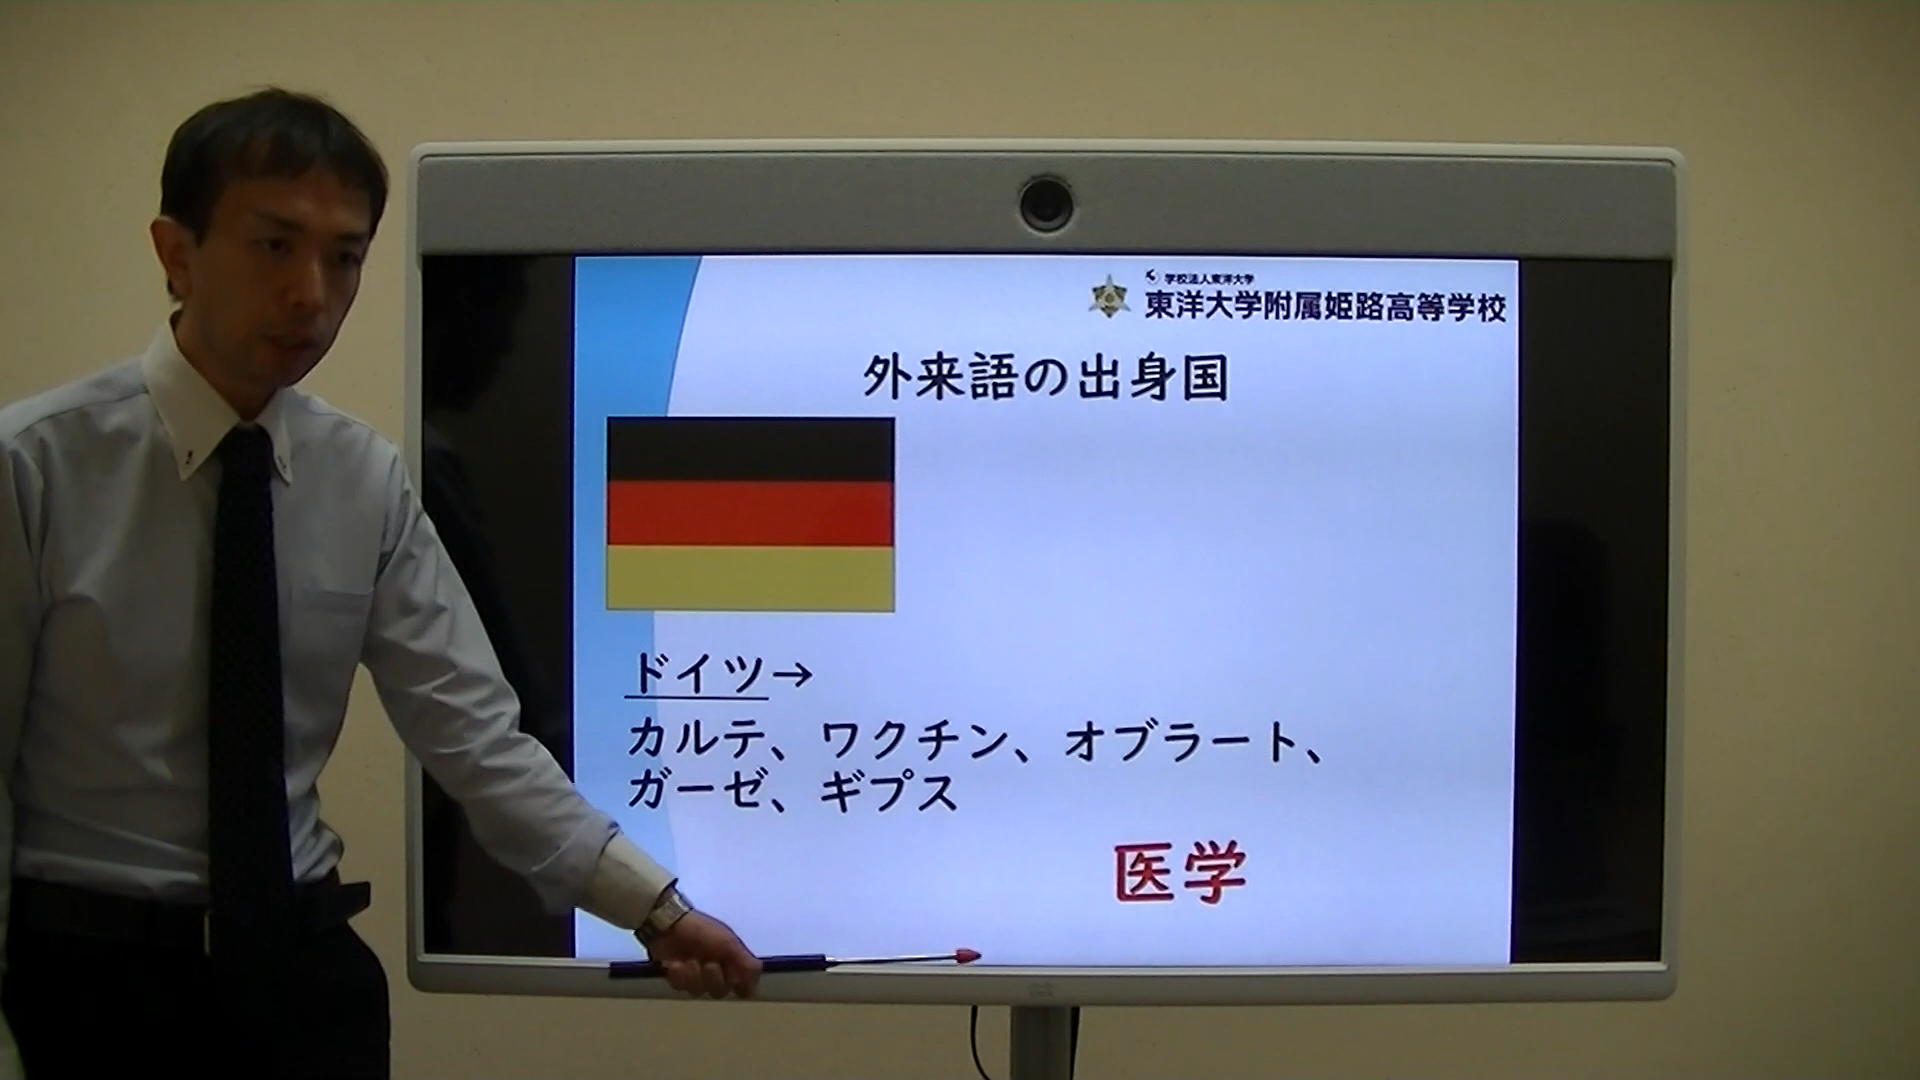 学校法人東洋大学
東洋大学附属姫路高等学校
外来語の出身国
ドイツ→
カルテ、ワクチン、オブラート、
ガーゼ、ギプス
医学